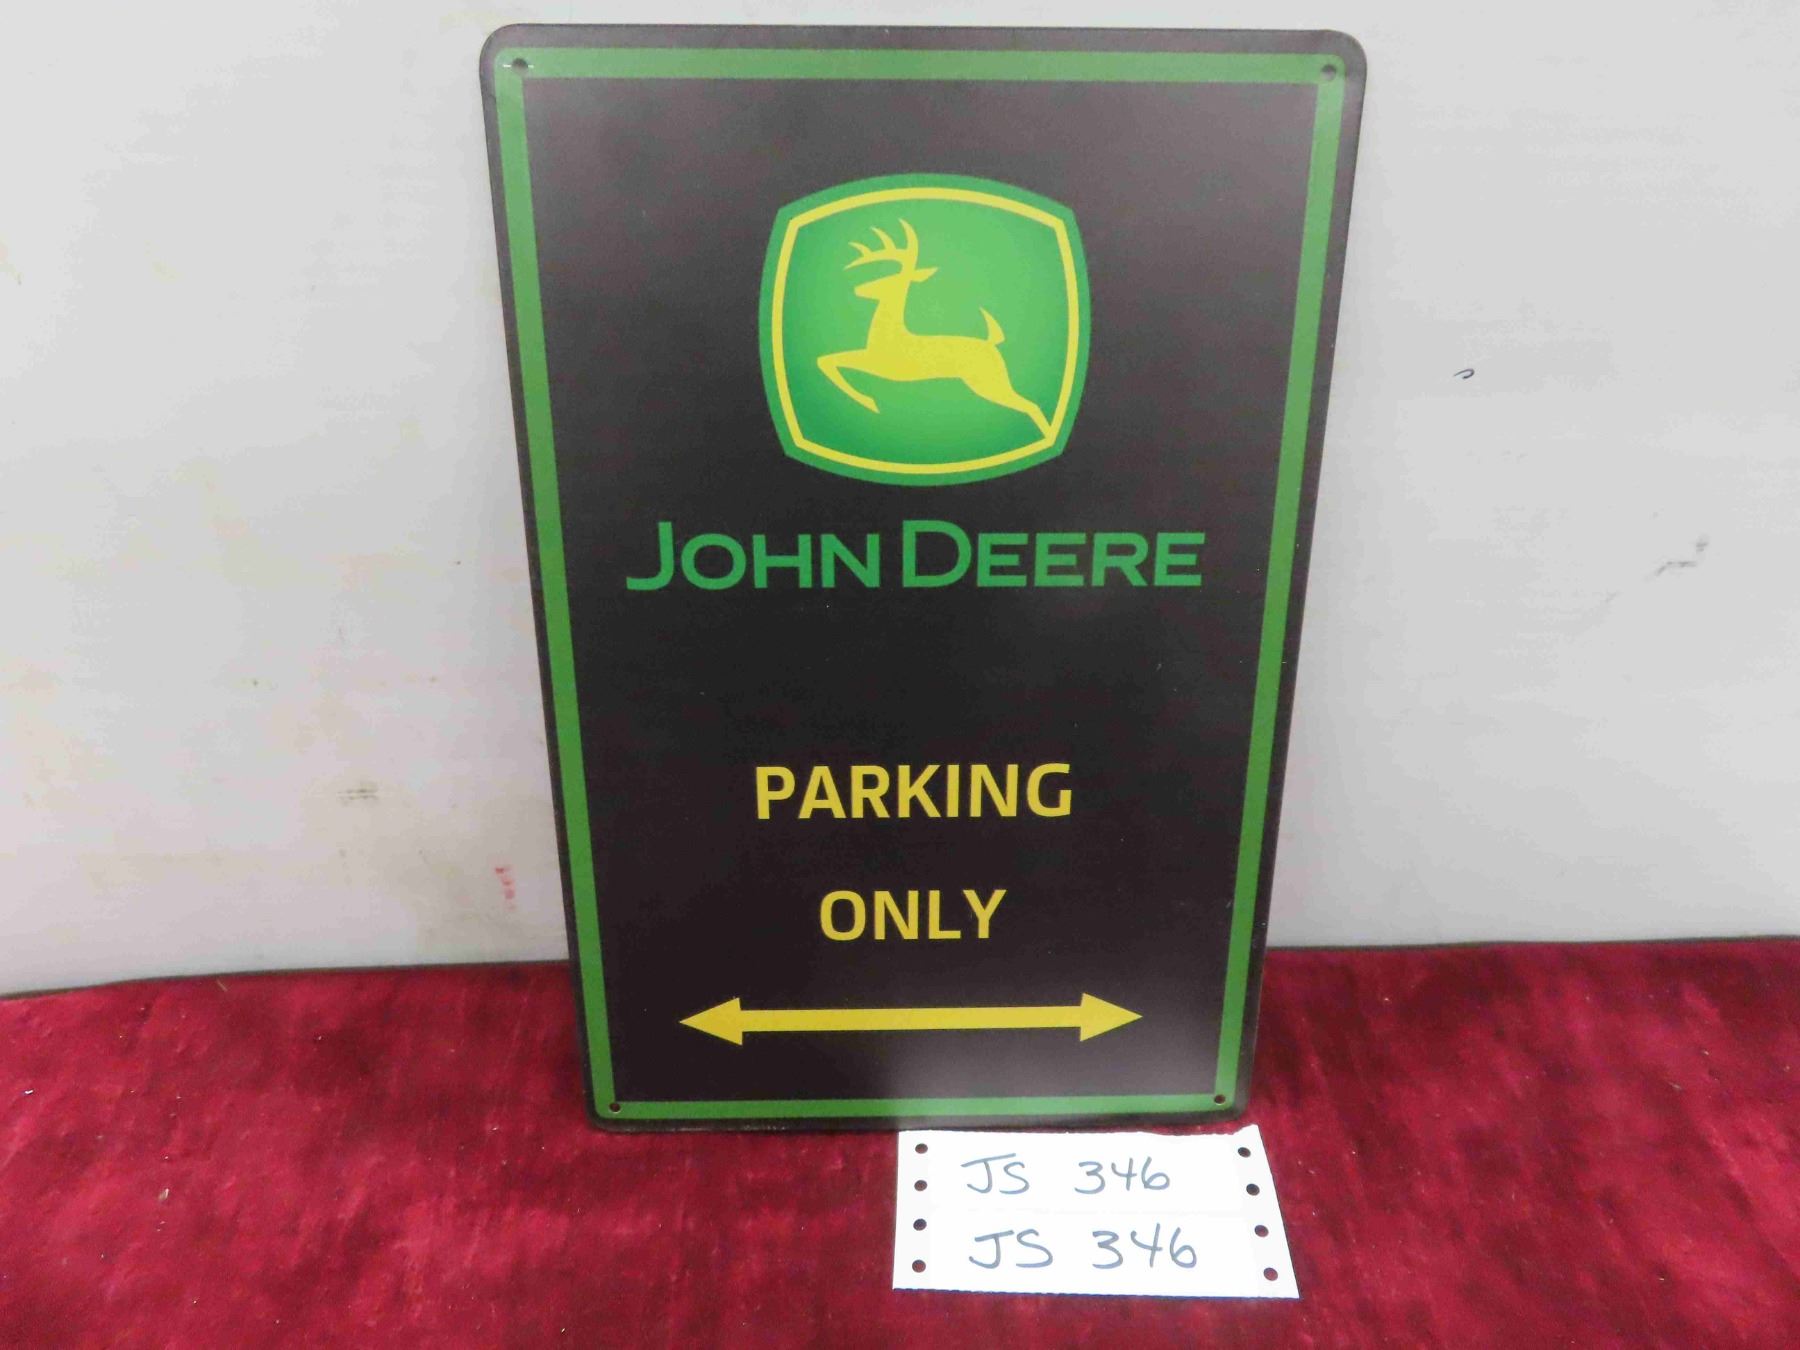 JOHN DEERE
PARKING
ONLY
JS 346
JS 346